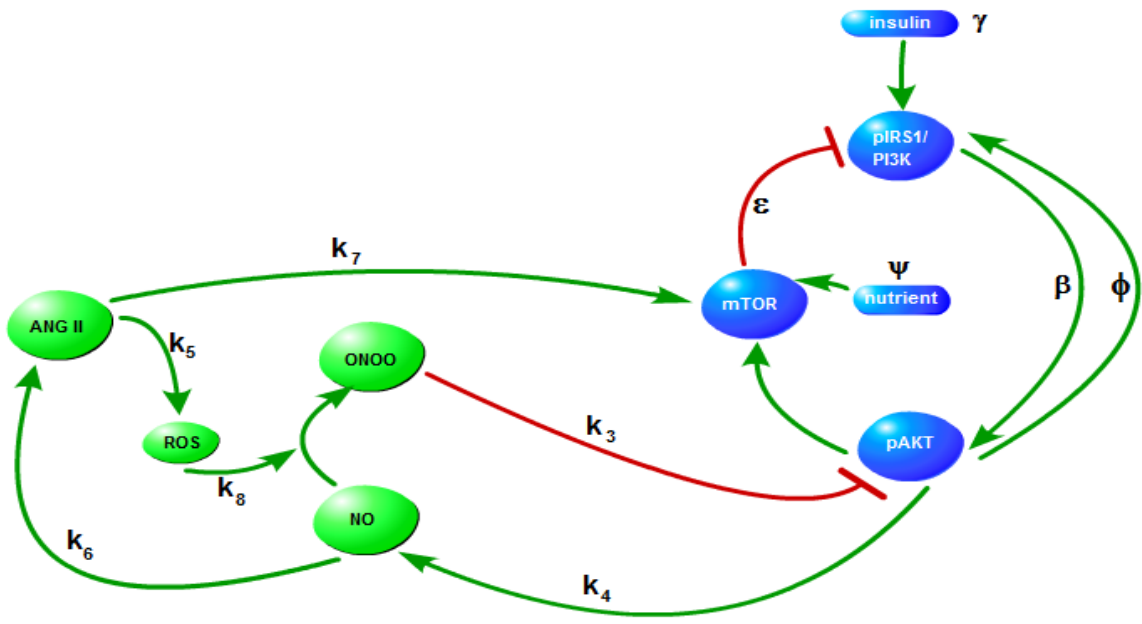 insulin γ
pIRS1/
PI3K
ε
k7
ψ
mTOR
nutrient
β
ϕ
ANG II
k5
ONOO
k3
ROS
pAKT
k8
NO
k6
k4